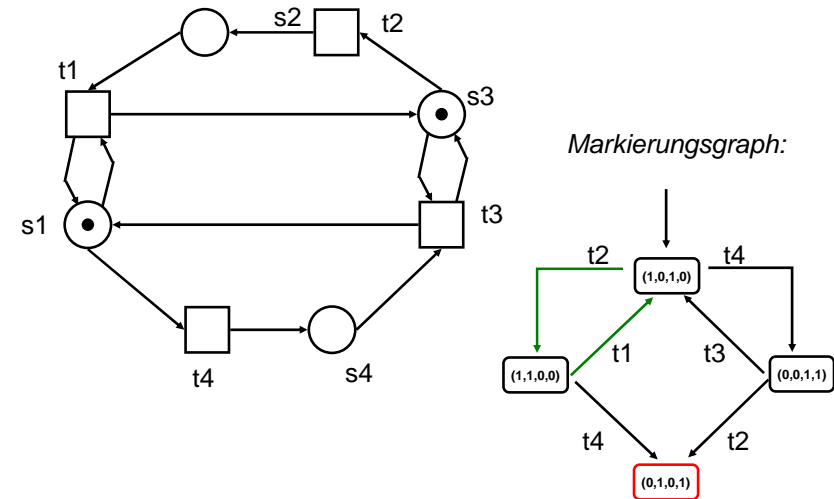 s2
t2
t1
s3
s1
t3
t4
s4
Markierungsgraph:
t2
(1,0,1,0)
t4
t1
t3
(1,1,0,0)
(0,0,1,1)
t4
t2
(0,1,0,1)